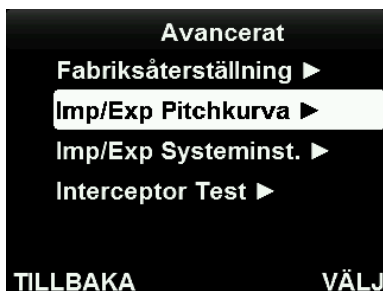 Avancerat
Fabriksåterställning ►
Imp/Exp Pitchkurva ►
Imp/Exp Systeminst. ►
Interceptor Test ►
TILLBAKA VÄLJ